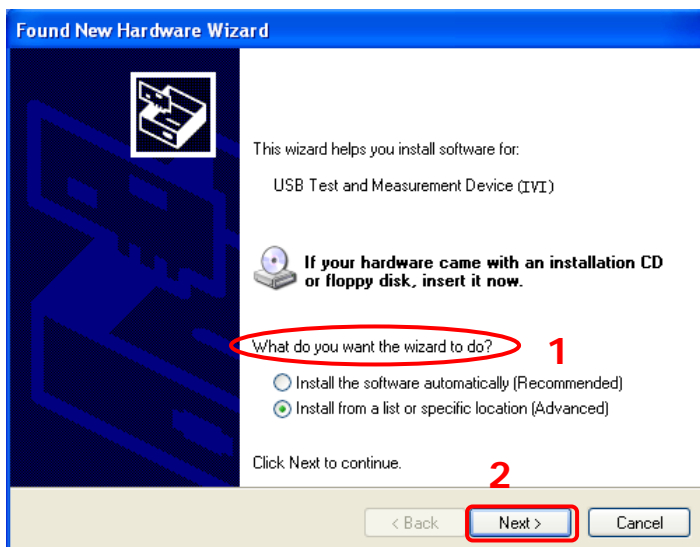 Found New Hardware Wizard
This wizard helps you install software for:
USB Test and Measurement Device (IVI)
If your hardware came with an installation CD
or floppy disk, insert it now.
What do you want the wizard to do?
1
Install the software automatically (Recommended)
Install from a list or specific location (Advanced)
Click Next to continue.
2
< Back
Next >
Cancel